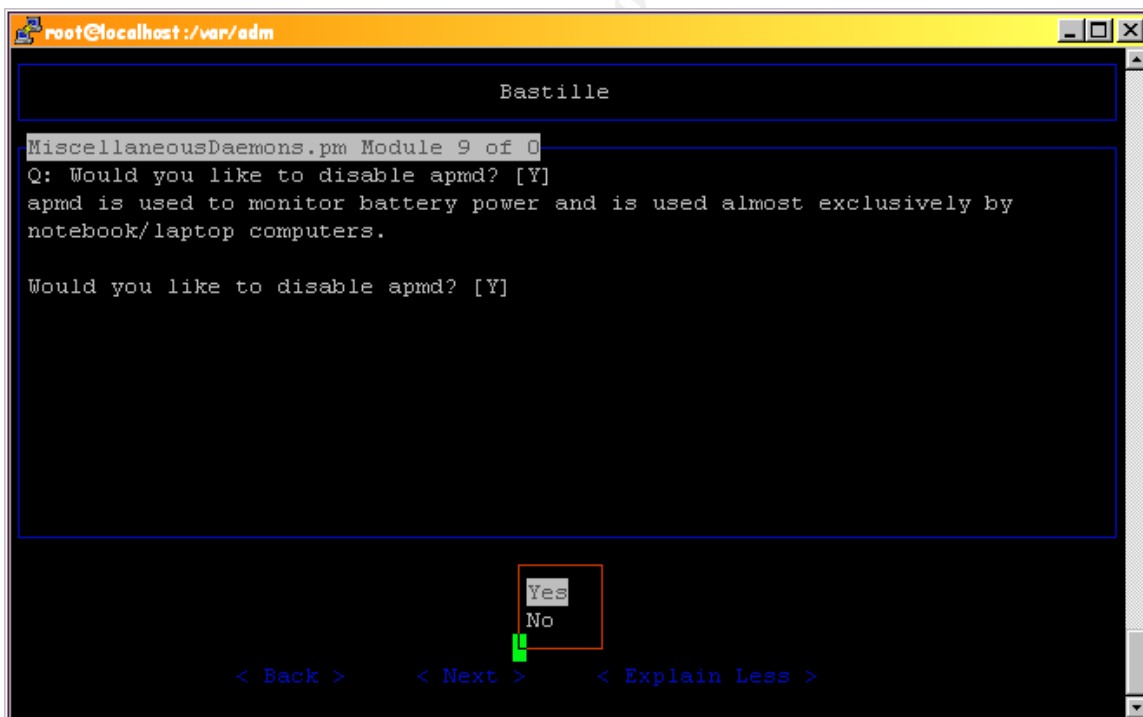 root@localhost:/var/adm
Bastille
MiscellaneousDaemons.pm Module 9 of 0
Q: Would you like to disable apmd? [Y]
apmd is used to monitor battery power and is used almost exclusively by
notebook/laptop computers.
Would you like to disable apmd? [Y]
Yes
No
< Back > < Next > < Explain Less >